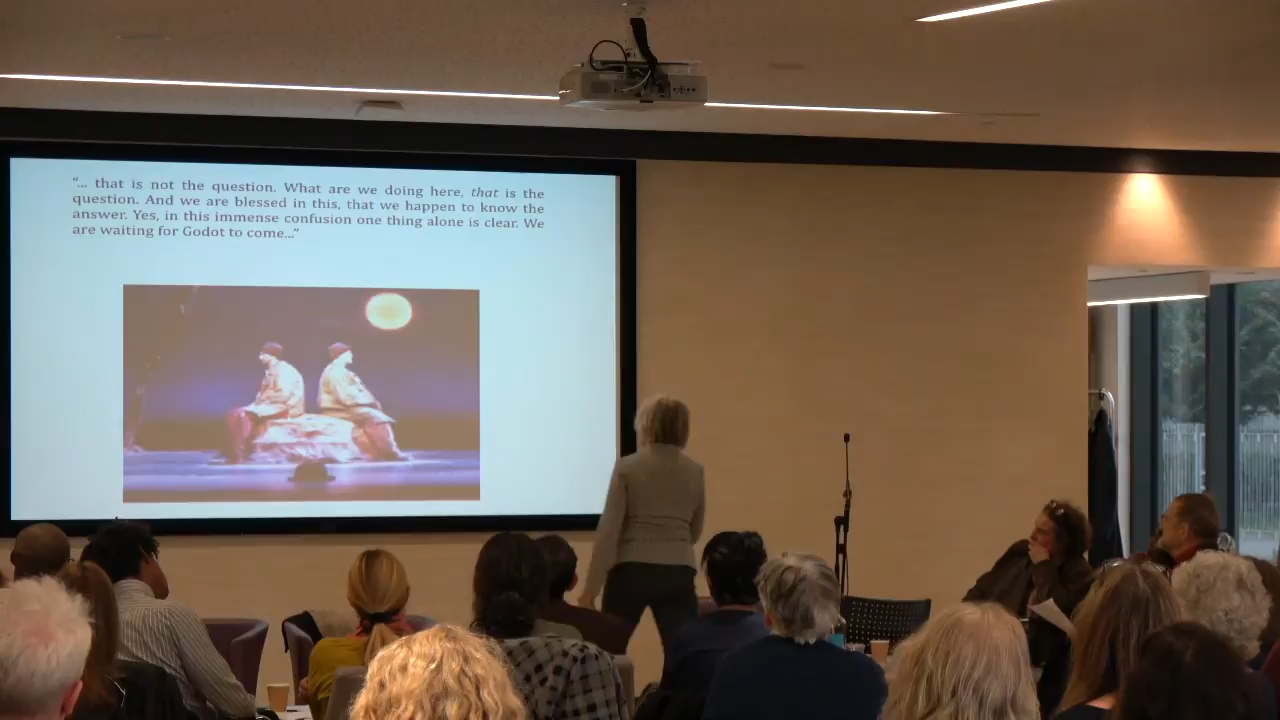 “... that is not the question. What are we doing here, that is the
question. And we are blessed in this, that we happen to know the
answer. Yes, in this immense confusion one thing alone is clear. We
are waiting for Godot to come...”